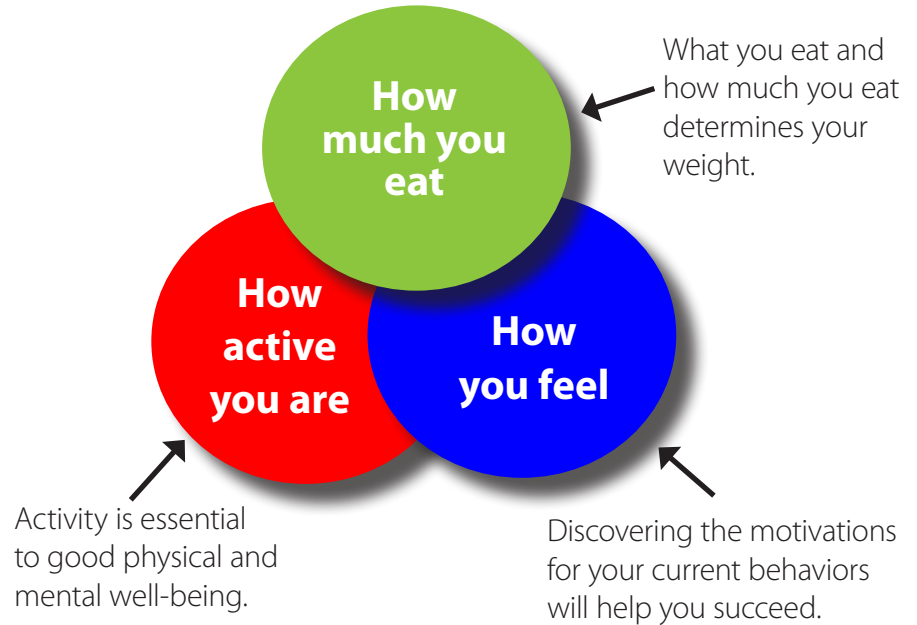 How
much you
eat
What you eat and
how much you eat
determines your
weight.
How
active
you are
How
you feel
Activity is essential
to good physical and
mental well-being.
Discovering the motivations
for your current behaviors
will help you succeed.